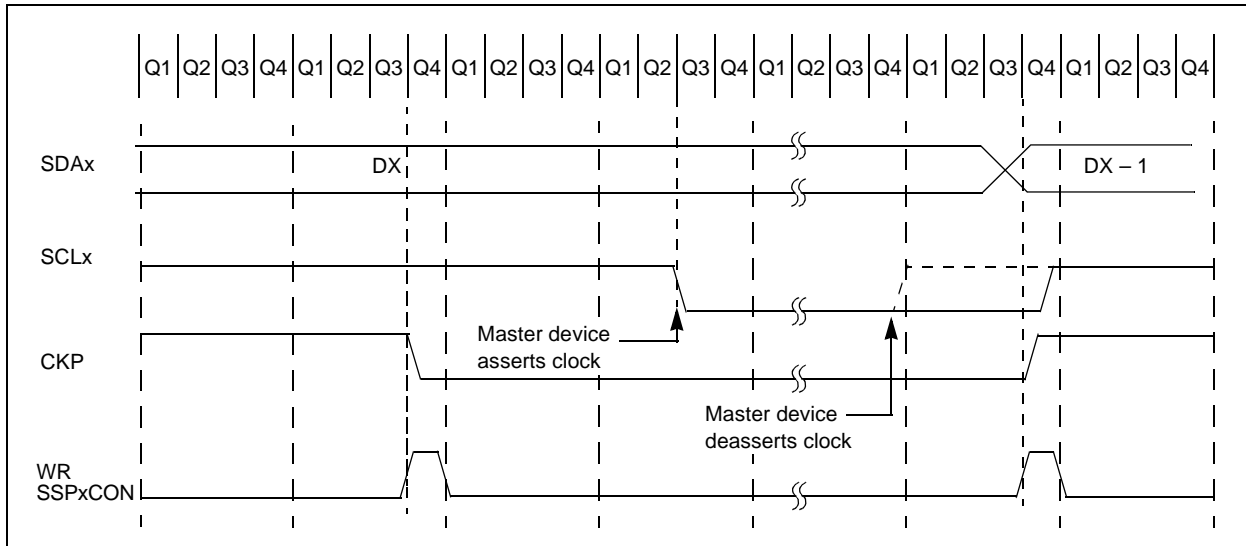 Q1 Q2 Q3 Q4 Q1 Q2 Q3 Q4 Q1 Q2 Q3 Q4 Q1 Q2 Q3 Q4 Q1 Q2 Q3 Q4 Q1 Q2 Q3 Q4 Q1 Q2 Q3 Q4
SDAx
DX
DX – 1
SCLx
Master device
asserts clock
CKP
Master device
deasserts clock
WR
SSPxCON